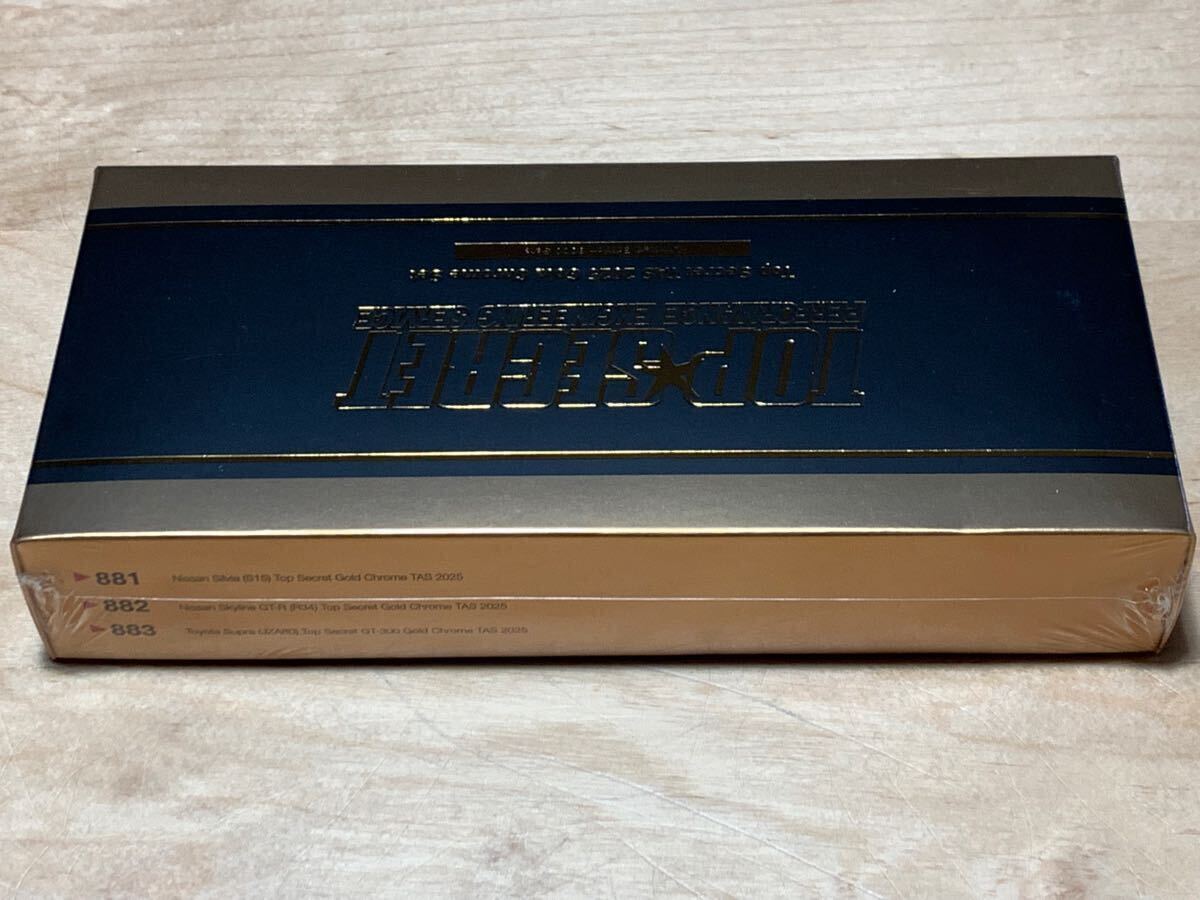 TOP SECRET
PERFORMANCE ENGINEERING SERVICE
Top Secret TAS 2025 Gold Chrome Set
881 Nissan Silvia (S15) Top Secret Gold Chrome TAS 2025
882 Nissan Skyline GT-R (R34) Top Secret Gold Chrome TAS 2025
883 Toyota Supra (JZA80) Top Secret GT-300 Gold Chrome TAS 2025